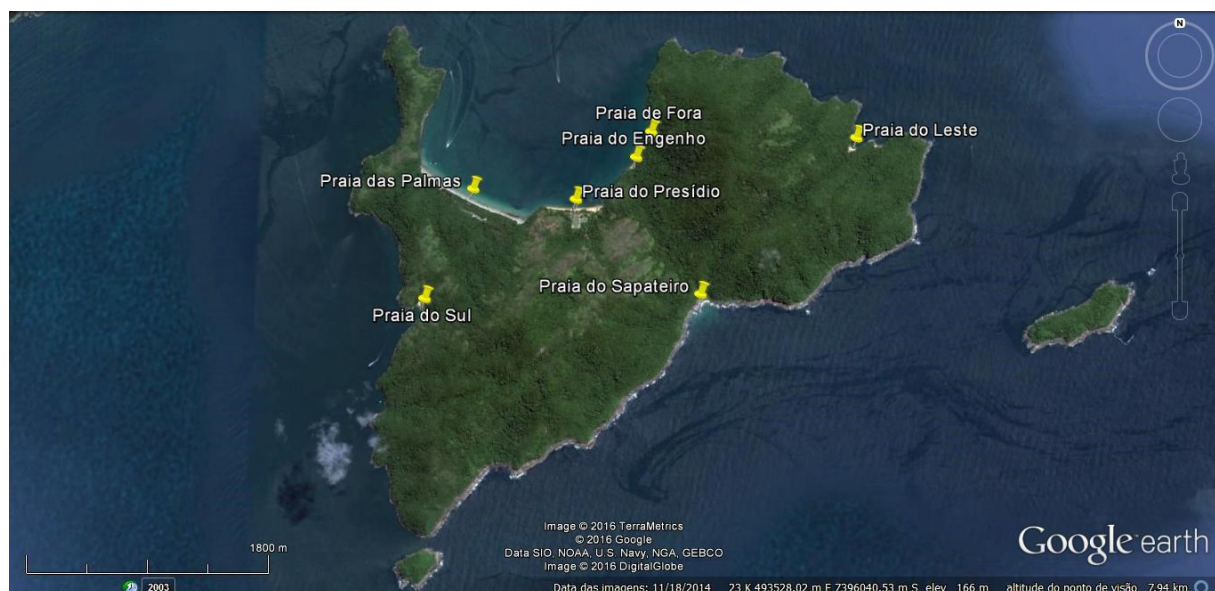 N
Praia de Fora
Praia do Engenho
Praia do Leste
Praia das Palmas
Praia do Presídio
Praia do Sapateiro
Praia do Sul
Image © 2016 TerraMetrics
© 2016 Google
Data SIO, NOAA, U.S. Navy, NGA, GEBCO
Image © 2016 DigitalGlobe
Google earth
1800 m
2003
Data das imagens: 11/18/2014 23 K 493528.02 m E 7396040.53 m S elev 166 m altitude do ponto de visão 7.94 km